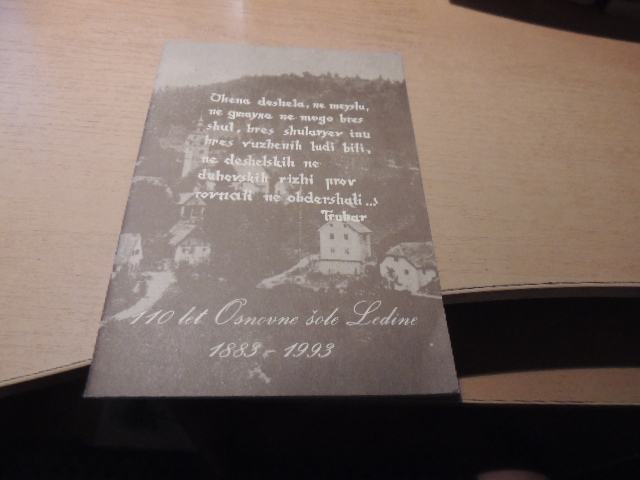 Obena deshela, ne meystu,
ne gmayna ne mogo bres
shul, bres shularyev inu
bres vuzhenih ludi biti,
ne deshelskih ne
duhovskih rizhi prov
rovnati ne obdershati...
Trubar
110 let Osnovne šole Ledine
1883 - 1993